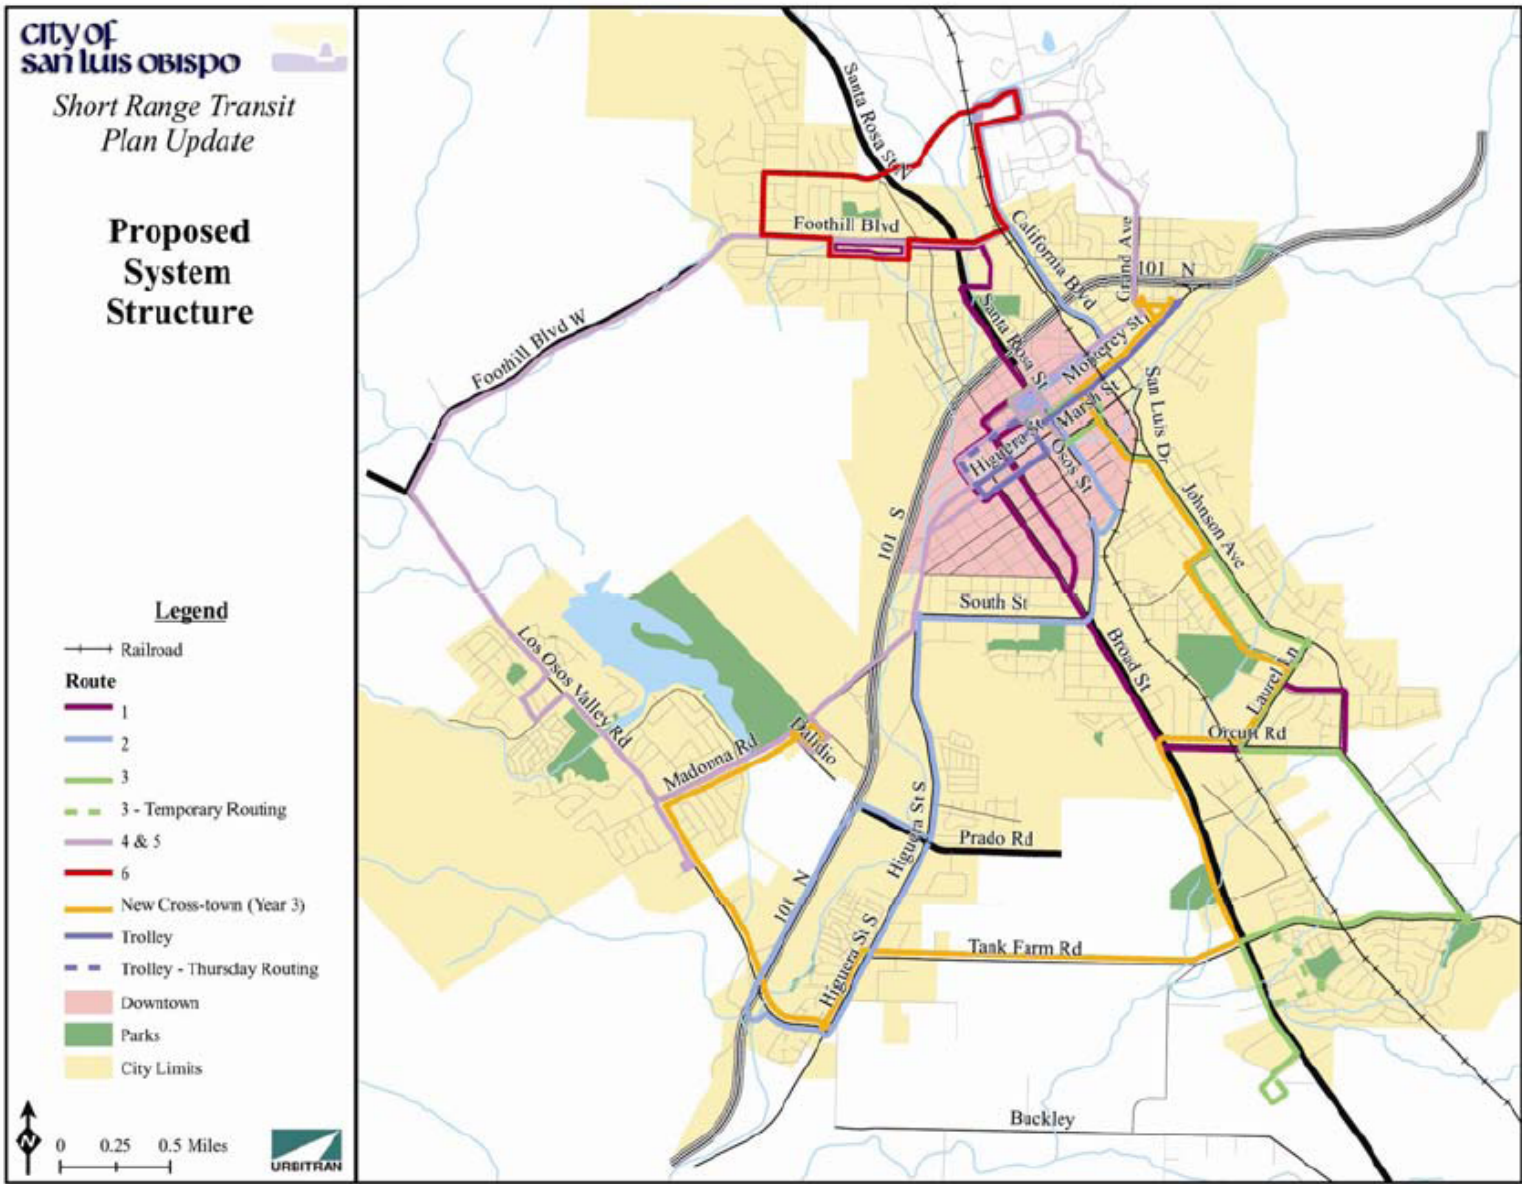 city of
san luis obispo
Short Range Transit
Plan Update
Proposed
System
Structure
Legend
Railroad
Route
1
2
3
3 - Temporary Routing
4 & 5
6
New Cross-town (Year 3)
Trolley
Trolley - Thursday Routing
Downtown
Parks
City Limits
N
0 0.25 0.5 Miles
URBITRAN
Santa Rosa St N
Foothill Blvd
California Blvd
Grand Ave
101 N
Foothill Blvd W
Santa Rosa St
Monterey St
Marsh St
San Luis Dr
Higuera St
Osos St
101 S
Johnson Ave
South St
Los Osos Valley Rd
Broad St
Laurel Ln
Orcutt Rd
Madonna Rd
Dalidio
Higuera St S
Prado Rd
101 N
Higuera St S
Tank Farm Rd
Buckley